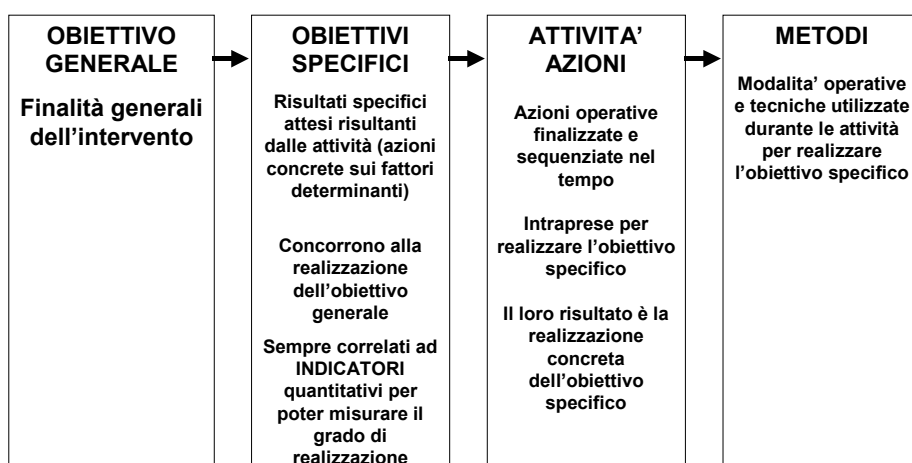 OBIETTIVO
GENERALE
Finalità generali
dell'intervento
OBIETTIVI
SPECIFICI
Risultati specifici
attesi risultanti
dalle attività (azioni
concrete sui fattori
determinanti)
Concorrono alla
realizzazione
dell'obiettivo
generale
Sempre correlati ad
INDICATORI
quantitativi per
poter misurare il
grado di
realizzazione
ATTIVITA'
AZIONI
Azioni operative
finalizzate e
sequenziate nel
tempo
Intraprese per
realizzare l'obiettivo
specifico
Il loro risultato è la
realizzazione
concreta
dell'obiettivo
specifico
METODI
Modalita' operative
e tecniche utilizzate
durante le attività
per realizzare
l'obiettivo specifico